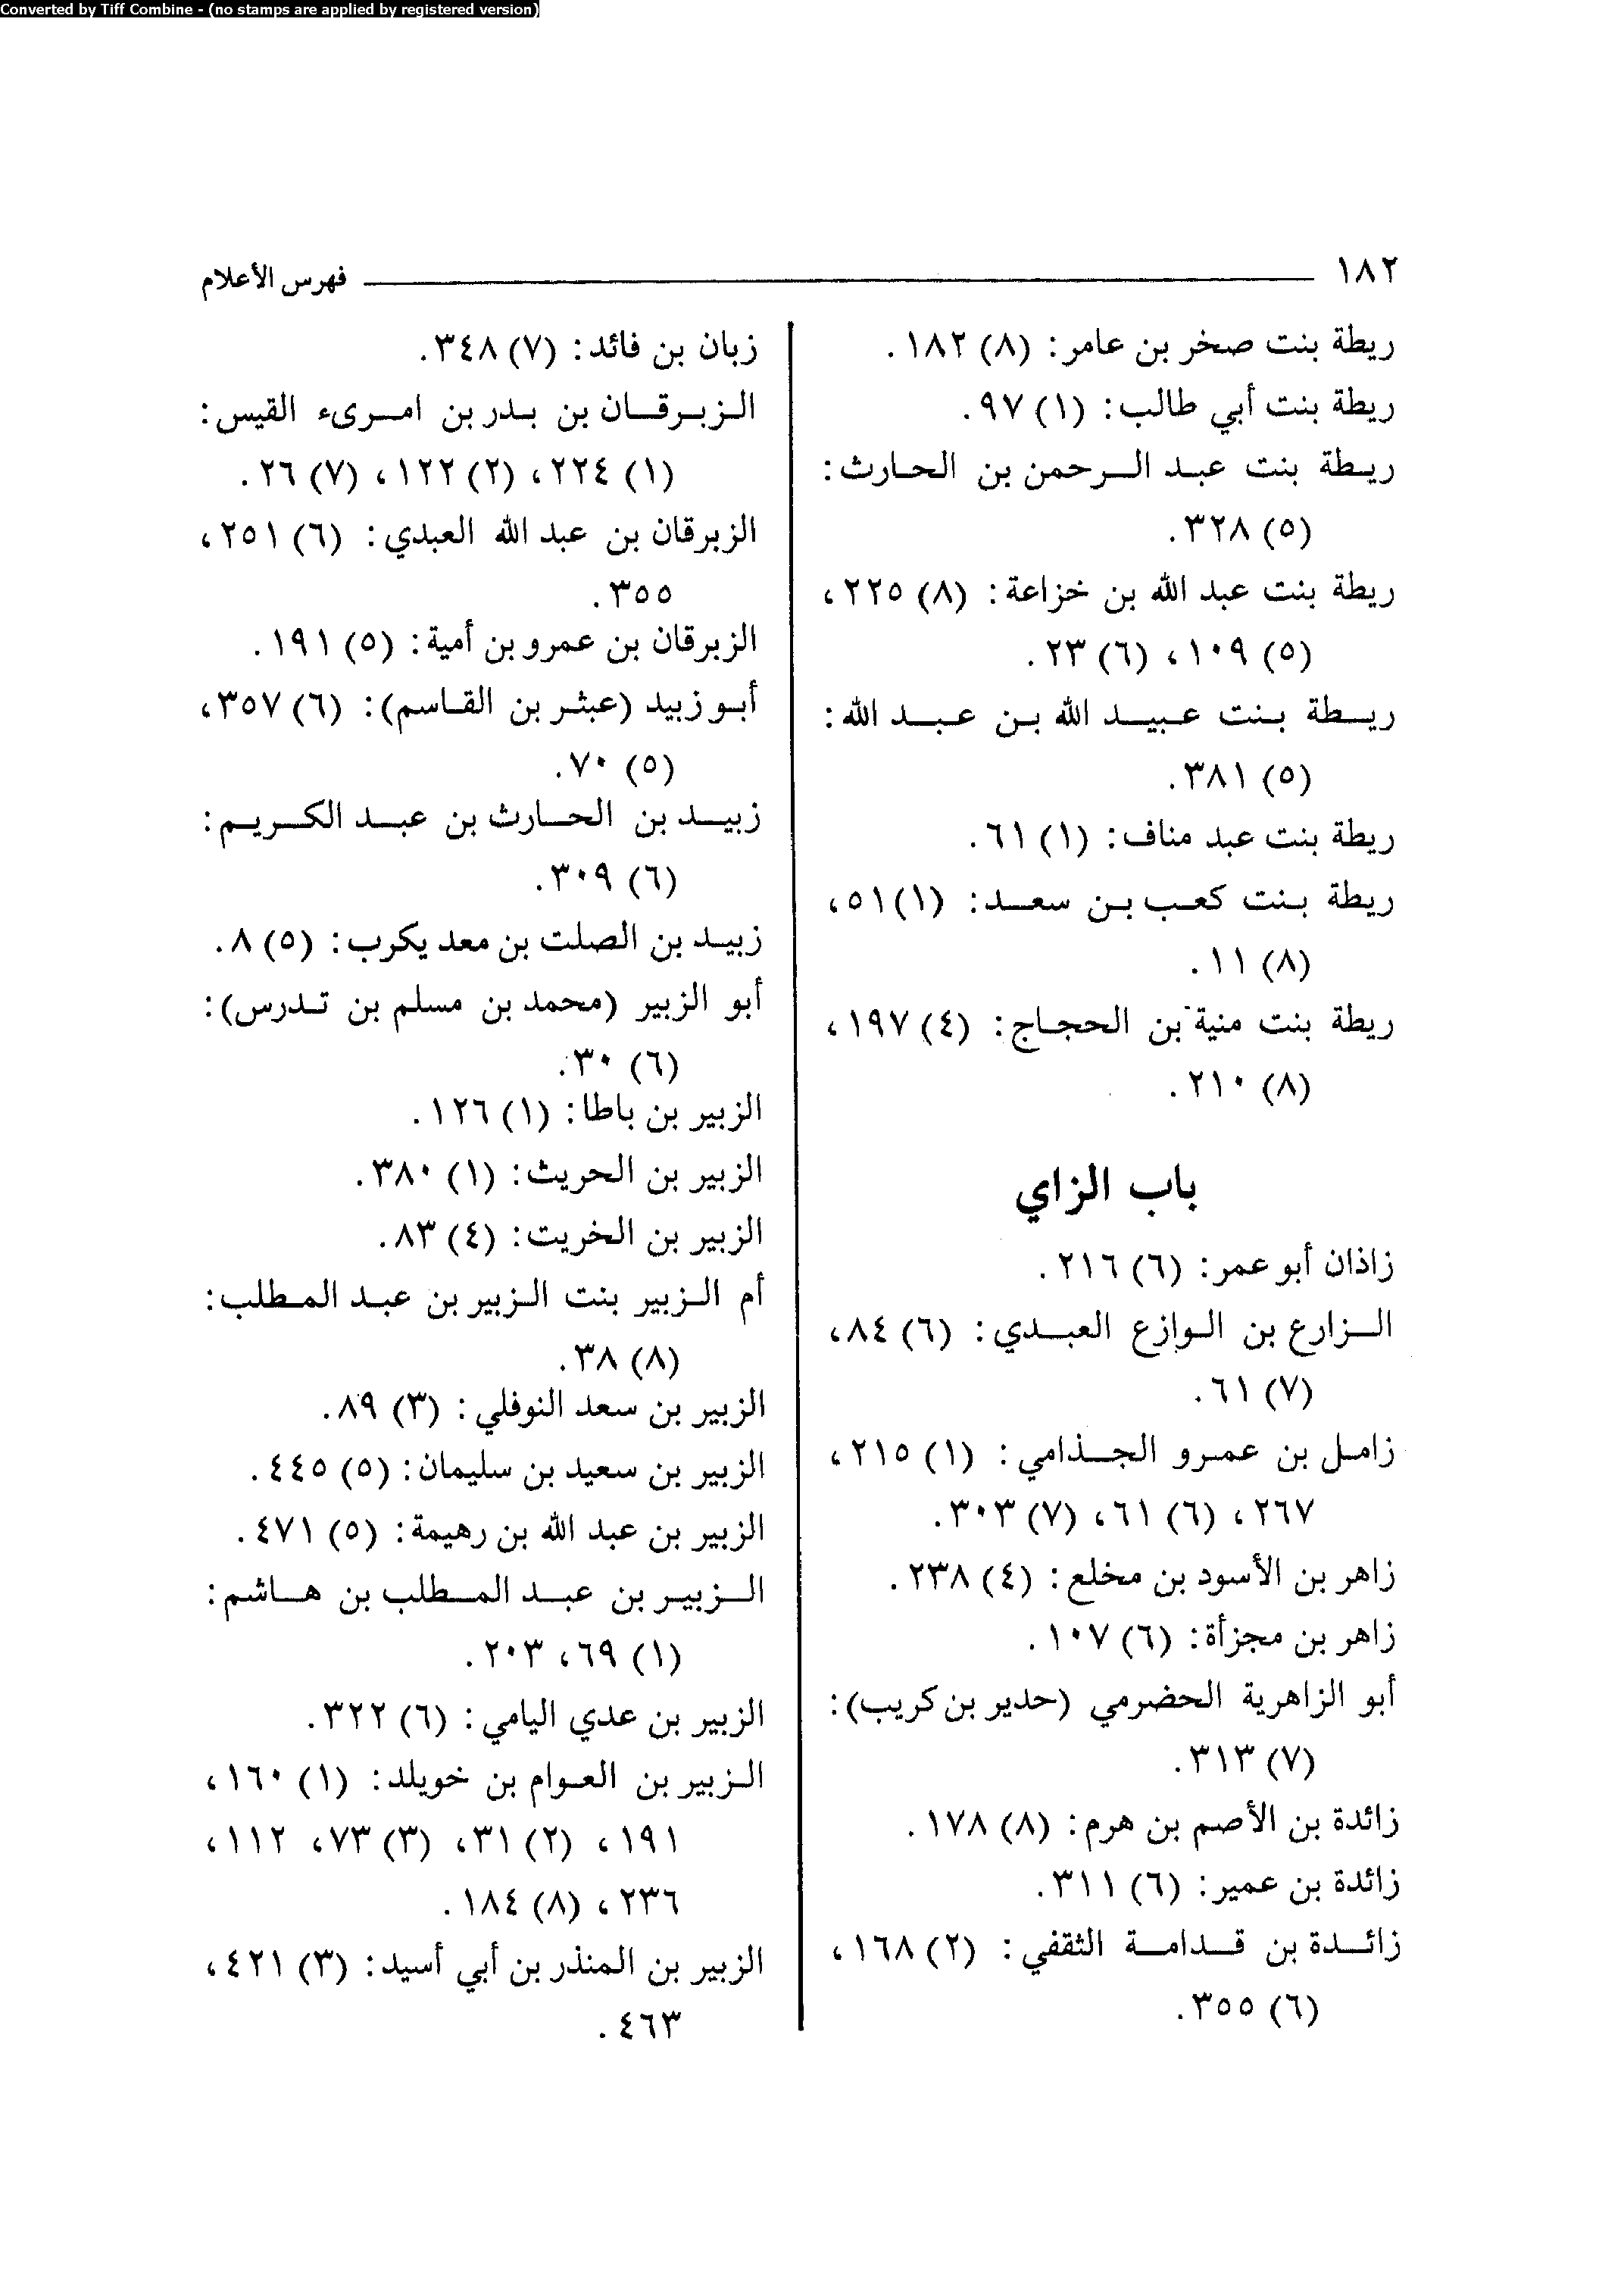 Converted by Tiff Combine - (no stamps are applied by registered version)
١٨٢
فهرس الأعلام
ريطة بنت صخر بن عامر: (٨) ١٨٢.
ريطة بنت أبي طالب: (١) ٩٧.
ريطة بنت عبد الرحمن بن الحارث:
(٥) ٣٢٨.
ريطة بنت عبد الله بن خزاعة: (٨) ٢٢٥،
(٥) ١٠٩، (٦) ٢٣.
ريطة بنت عبيد الله بن عبد الله:
(٥) ٣٨١.
ريطة بنت عبد مناف: (١) ٦١.
ريطة بنت كعب بن سعد: (١) ٥١،
(٨) ١١.
ريطة بنت منية بن الحجاج: (٤) ١٩٧،
(٨) ٢١٠.
باب الزاي
زاذان أبو عمر: (٦) ٢١٦.
الزارع بن الوازع العبدي: (٦) ٨٤،
(٧) ٦١.
زامل بن عمرو الجذامي: (١) ٢١٥،
٢٦٧، (٦) ٦١، (٧) ٣٠٣.
زاهر بن الأسود بن مخلع: (٤) ٢٣٨.
زاهر بن مجزأة: (٦) ١٠٧.
أبو الزاهرية الحضرمي (حدير بن كريب):
(٧) ٣١٣.
زائدة بن الأصم بن هرم: (٨) ١٧٨.
زائدة بن عمير: (٦) ٣١١.
زائدة بن قدامة الثقفي: (٢) ١٦٨،
(٦) ٣٥٥.
زبان بن فائد: (٧) ٣٤٨.
الزبرقان بن بدر بن امرىء القيس:
(١) ٢٢٤، (٢) ١٢٢، (٧) ٢٦.
الزبرقان بن عبد الله العبدي: (٦) ٢٥١،
٣٥٥.
الزبرقان بن عمرو بن أمية: (٥) ١٩١.
أبو زبيد (عبثر بن القاسم): (٦) ٣٥٧،
(٥) ٧٠.
زبيد بن الحارث بن عبد الكريم:
(٦) ٣٠٩.
زبيد بن الصلت بن معد يكرب: (٥) ٨.
أبو الزبير (محمد بن مسلم بن تدرس):
(٦) ٣٠.
الزبير بن باطا: (١) ١٢٦.
الزبير بن الحريث: (١) ٣٨٠.
الزبير بن الخريت: (٤) ٨٣.
أم الزبير بنت الزبير بن عبد المطلب:
(٨) ٣٨.
الزبير بن سعد النوفلي: (٣) ٨٩.
الزبير بن سعيد بن سليمان: (٥) ٤٤٥.
الزبير بن عبد الله بن رهيمة: (٥) ٤٧١.
الزبير بن عبد المطلب بن هاشم:
(١) ٦٩، ٢٠٣.
الزبير بن عدي اليامي: (٦) ٣٢٢.
الزبير بن العوام بن خويلد: (١) ١٦٠،
١٩١، (٢) ٣١، (٣) ٧٣، ١١٢،
٢٣٦، (٨) ١٨٤.
الزبير بن المنذر بن أبي أسيد: (٣) ٤٢١،
٤٦٣.